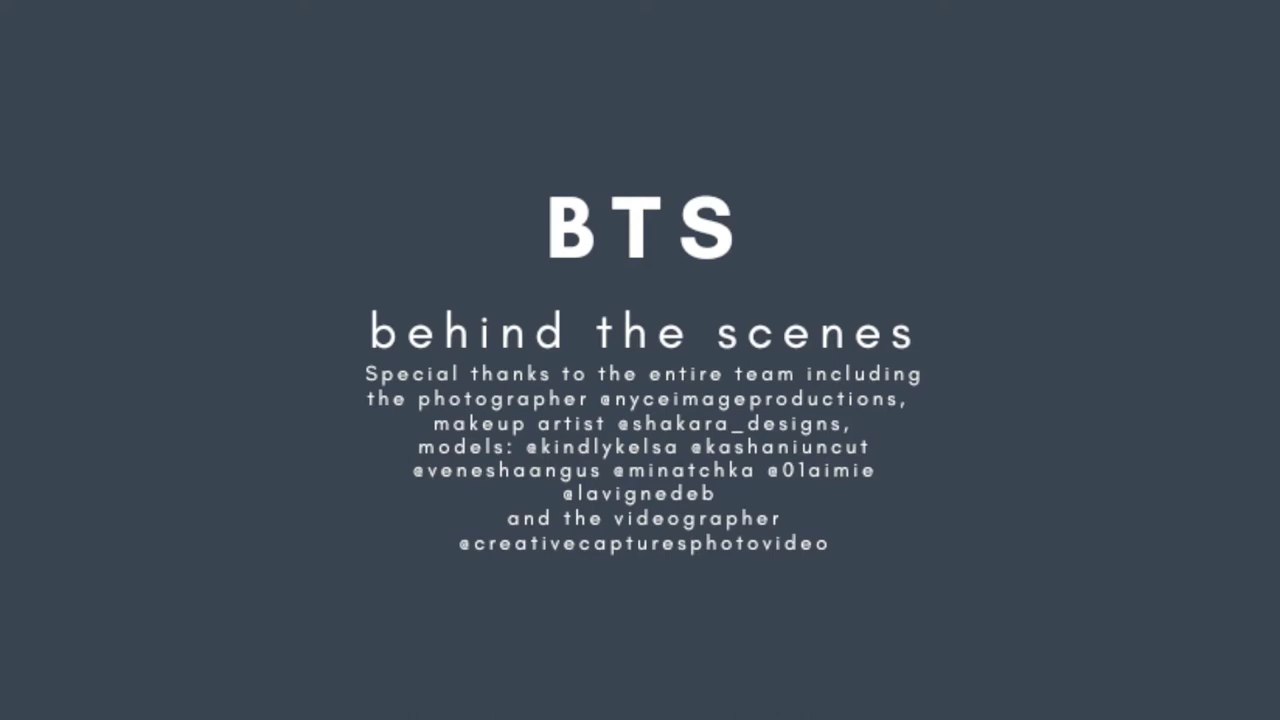 BTS
behind the scenes
Special thanks to the entire team including
the photographer @nyceimageproductions,
makeup artist @shakara_designs,
models: @kindlykelsa @kashaniuncut
@veneshaangus @minatchka @01aimie
@lavignedeb
and the videographer
@creativecapturesphotovideo